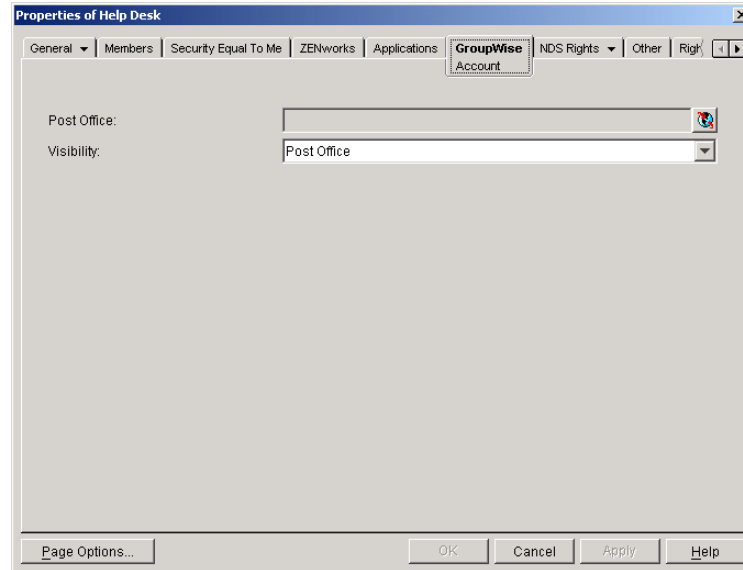 Properties of Help Desk
General Members Security Equal To Me ZENworks Applications GroupWise NDS Rights Other
Account
Post Office:
Visibility: Post Office
Page Options... OK Cancel Apply Help